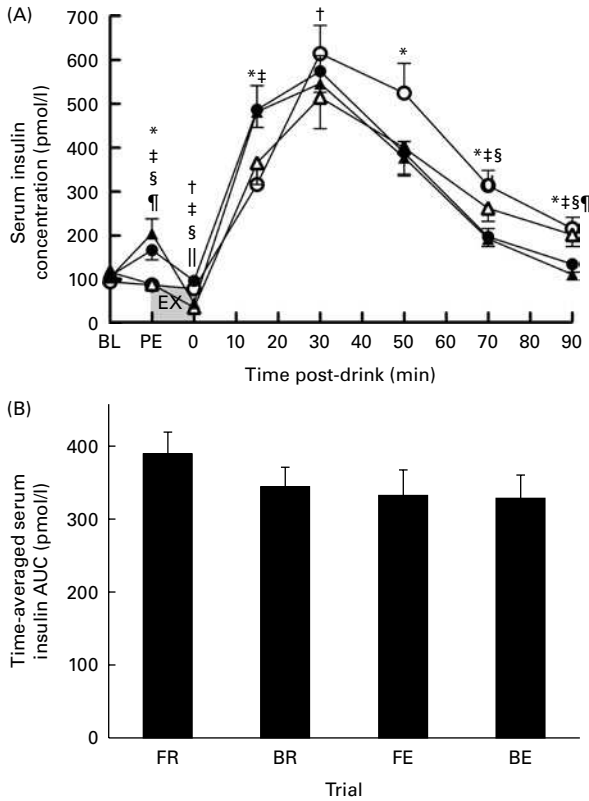 (A)
700
600
500
400
300
200
100
0
Serum insulin
concentration (pmol/l)
*
‡
§
¶
†
‡
§
||
*‡
†
*
*‡§
*‡§¶
EX
BL PE 0 10 20 30 40 50 60 70 80 90
Time post-drink (min)
(B)
400
300
200
100
0
Time-averaged serum
insulin AUC (pmol/l)
FR BR FE BE
Trial